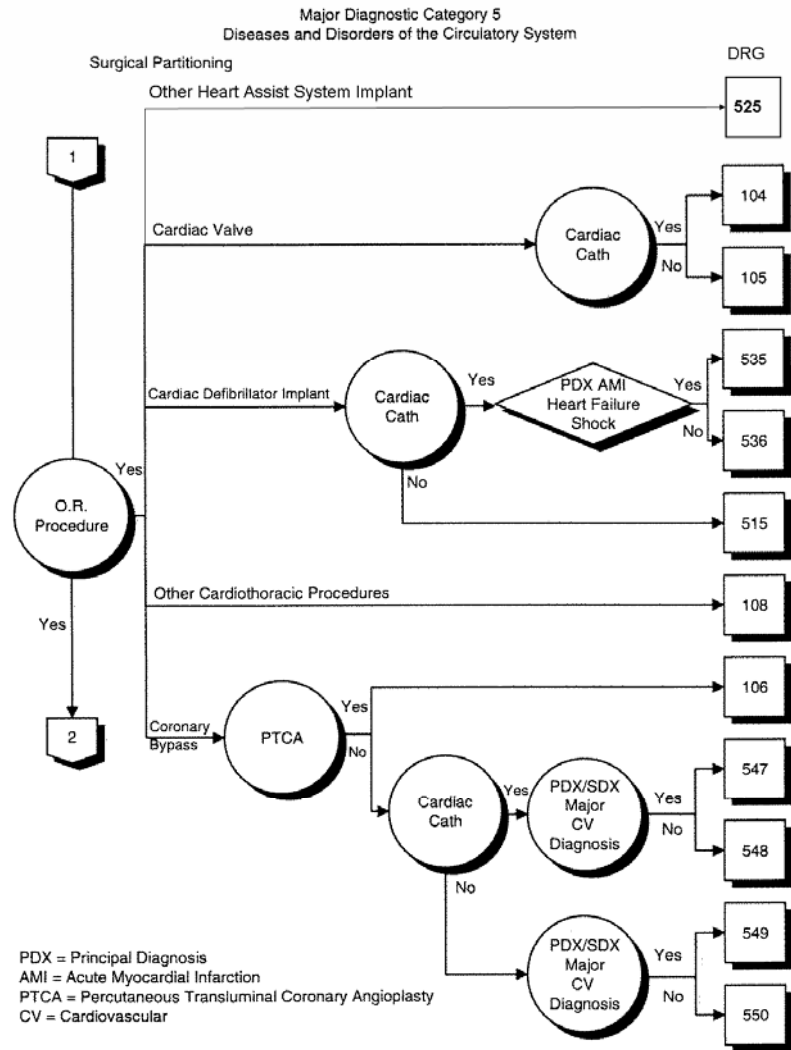 Major Diagnostic Category 5
Diseases and Disorders of the Circulatory System
DRG
Surgical Partitioning
Other Heart Assist System Implant
525
1
Cardiac Valve
Cardiac
Cath
Yes
No
104
105
Cardiac Defibrillator Implant
Cardiac
Cath
Yes
PDX AMI
Heart Failure
Shock
Yes
No
535
536
No
515
O.R.
Procedure
Yes
Other Cardiothoracic Procedures
108
Yes
2
Coronary
Bypass
PTCA
Yes
No
106
Cardiac
Cath
Yes
PDX/SDX
Major
CV
Diagnosis
Yes
No
547
548
No
PDX/SDX
Major
CV
Diagnosis
Yes
No
549
550
PDX = Principal Diagnosis
AMI = Acute Myocardial Infarction
PTCA = Percutaneous Transluminal Coronary Angioplasty
CV = Cardiovascular